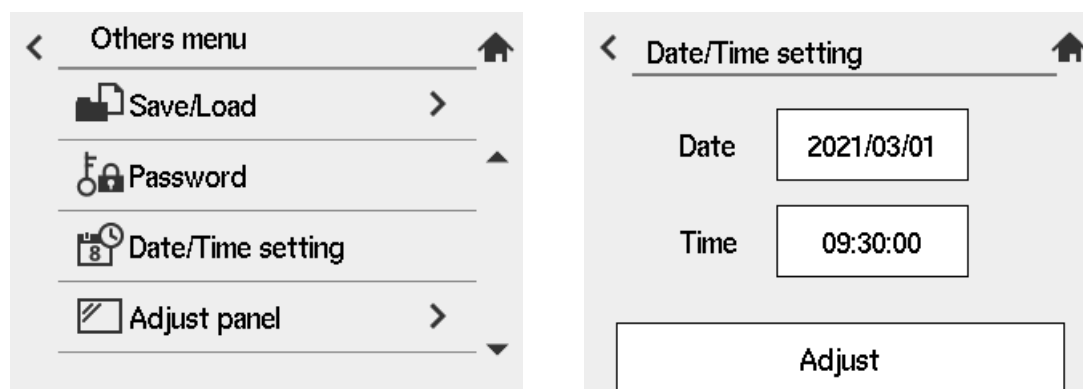 Others menu
Save/Load
Password
8
Date/Time setting
Adjust panel
Date/Time setting
Date
2021/03/01
Time
09:30:00
Adjust